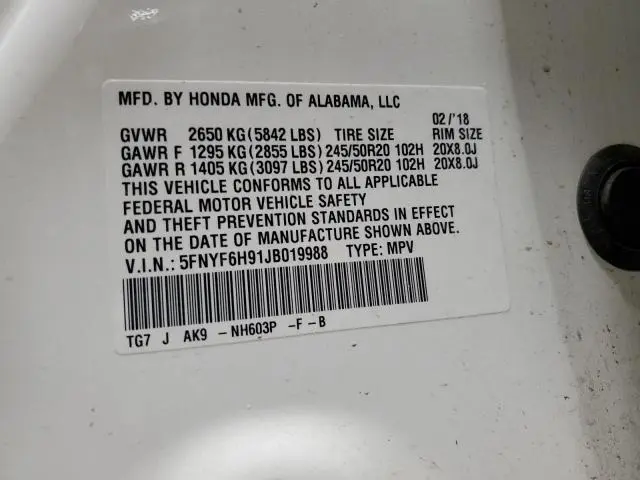 MFD. BY HONDA MFG. OF ALABAMA, LLC
02/'18
GVWR 2650 KG(5842 LBS) TIRE SIZE RIM SIZE
GAWR F 1295 KG(2855 LBS)245/50R20 102H 20X8.0J
GAWR R 1405 KG(3097 LBS)245/50R20 102H 20X8.0J
THIS VEHICLE CONFORMS TO ALL APPLICABLE
FEDERAL MOTOR VEHICLE SAFETY
AND THEFT PREVENTION STANDARDS IN EFFECT
ON THE DATE OF MANUFACTURE SHOWN ABOVE.
V.I.N.: 5FNYF6H91JB019988 TYPE: MPV
TG7 J AK9 -NH603P -F-B